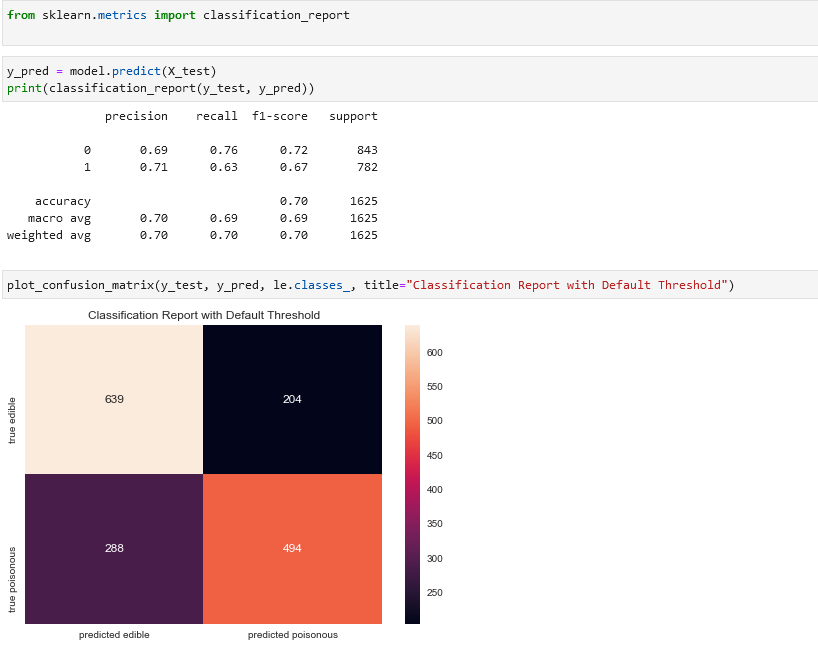 from sklearn.metrics import classification_report
y_pred = model.predict(X_test)
print(classification_report(y_test, y_pred))
precision recall f1-score support
0 0.69 0.76 0.72 843
1 0.71 0.63 0.67 782
accuracy 0.70 1625
macro avg 0.70 0.69 0.69 1625
weighted avg 0.70 0.70 0.70 1625
plot_confusion_matrix(y_test, y_pred, le.classes_, title="Classification Report with Default Threshold")
Classification Report with Default Threshold
true edible
639 204
true poisonous
288 494
predicted edible predicted poisonous
600
550
500
450
400
350
300
250